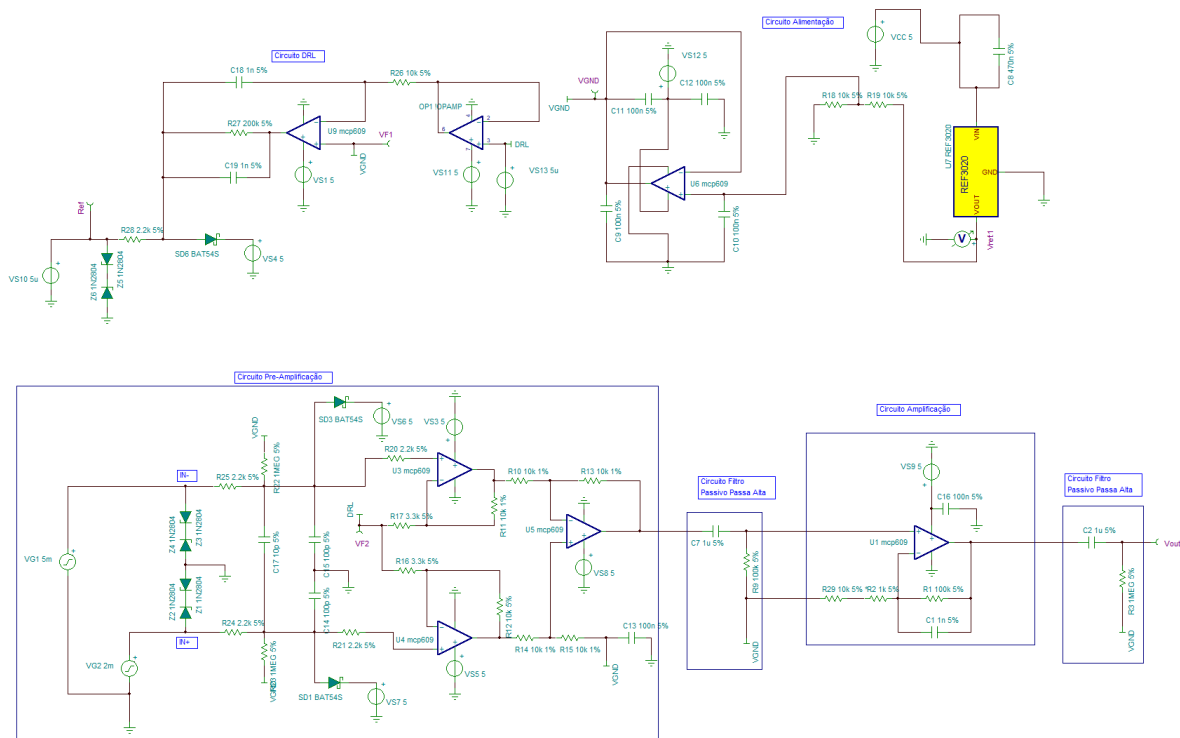 Circuito DRL
C18 1n 5%
R26 10k 5%
OP1 !OPAMP
R27 200k 5%
U9 mcp609
VF1
VGND
C19 1n 5%
VS1 5
VS11 5
DRL
VS13 5u
Ref
R28 2.2k 5%
SD6 BAT54S
VS4 5
VS10 5u
Z6 1N2804
Z5 1N2804
Circuito Alimentação
VCC 5
C8 470n 5%
VS12 5
VGND
VGND
C11 100n 5%
C12 100n 5%
R18 10k 5%
R19 10k 5%
U6 mcp609
C9 100n 5%
C10 100n 5%
U7 REF3020
REF3020
VIN
GND
VOUT
V
Vref1
Circuito Pre-Amplificação
SD3 BAT54S
VS6 5
VS3 5
VGND
R22 1MEG 5%
IN-
R25 2.2k 5%
R20 2.2k 5%
U3 mcp609
R10 10k 1%
R13 10k 1%
R11 10k 1%
DRL
VF2
R17 3.3k 5%
U5 mcp609
VS8 5
Z4 1N2804
Z3 1N2804
C17 10p 5%
C15 100p 5%
VG1 5m
R16 3.3k 5%
Z2 1N2804
Z1 1N2804
C14 100p 5%
R12 10k 1%
IN+
R24 2.2k 5%
R21 2.2k 5%
U4 mcp609
R14 10k 1%
R15 10k 1%
C13 100n 5%
VGND
VG2 2m
1MEG 5%
SD1 BAT54S
VS7 5
VS5 5
Circuito Filtro
Passivo Passa Alta
C7 1u 5%
R9 100k 5%
VGND
Circuito Amplificação
VS9 5
C16 100n 5%
U1 mcp609
R29 10k 5%
R2 1k 5%
R1 100k 5%
C1 1n 5%
Circuito Filtro
Passivo Passa Alta
C2 1u 5%
Vout
R3 1MEG 5%
VGND